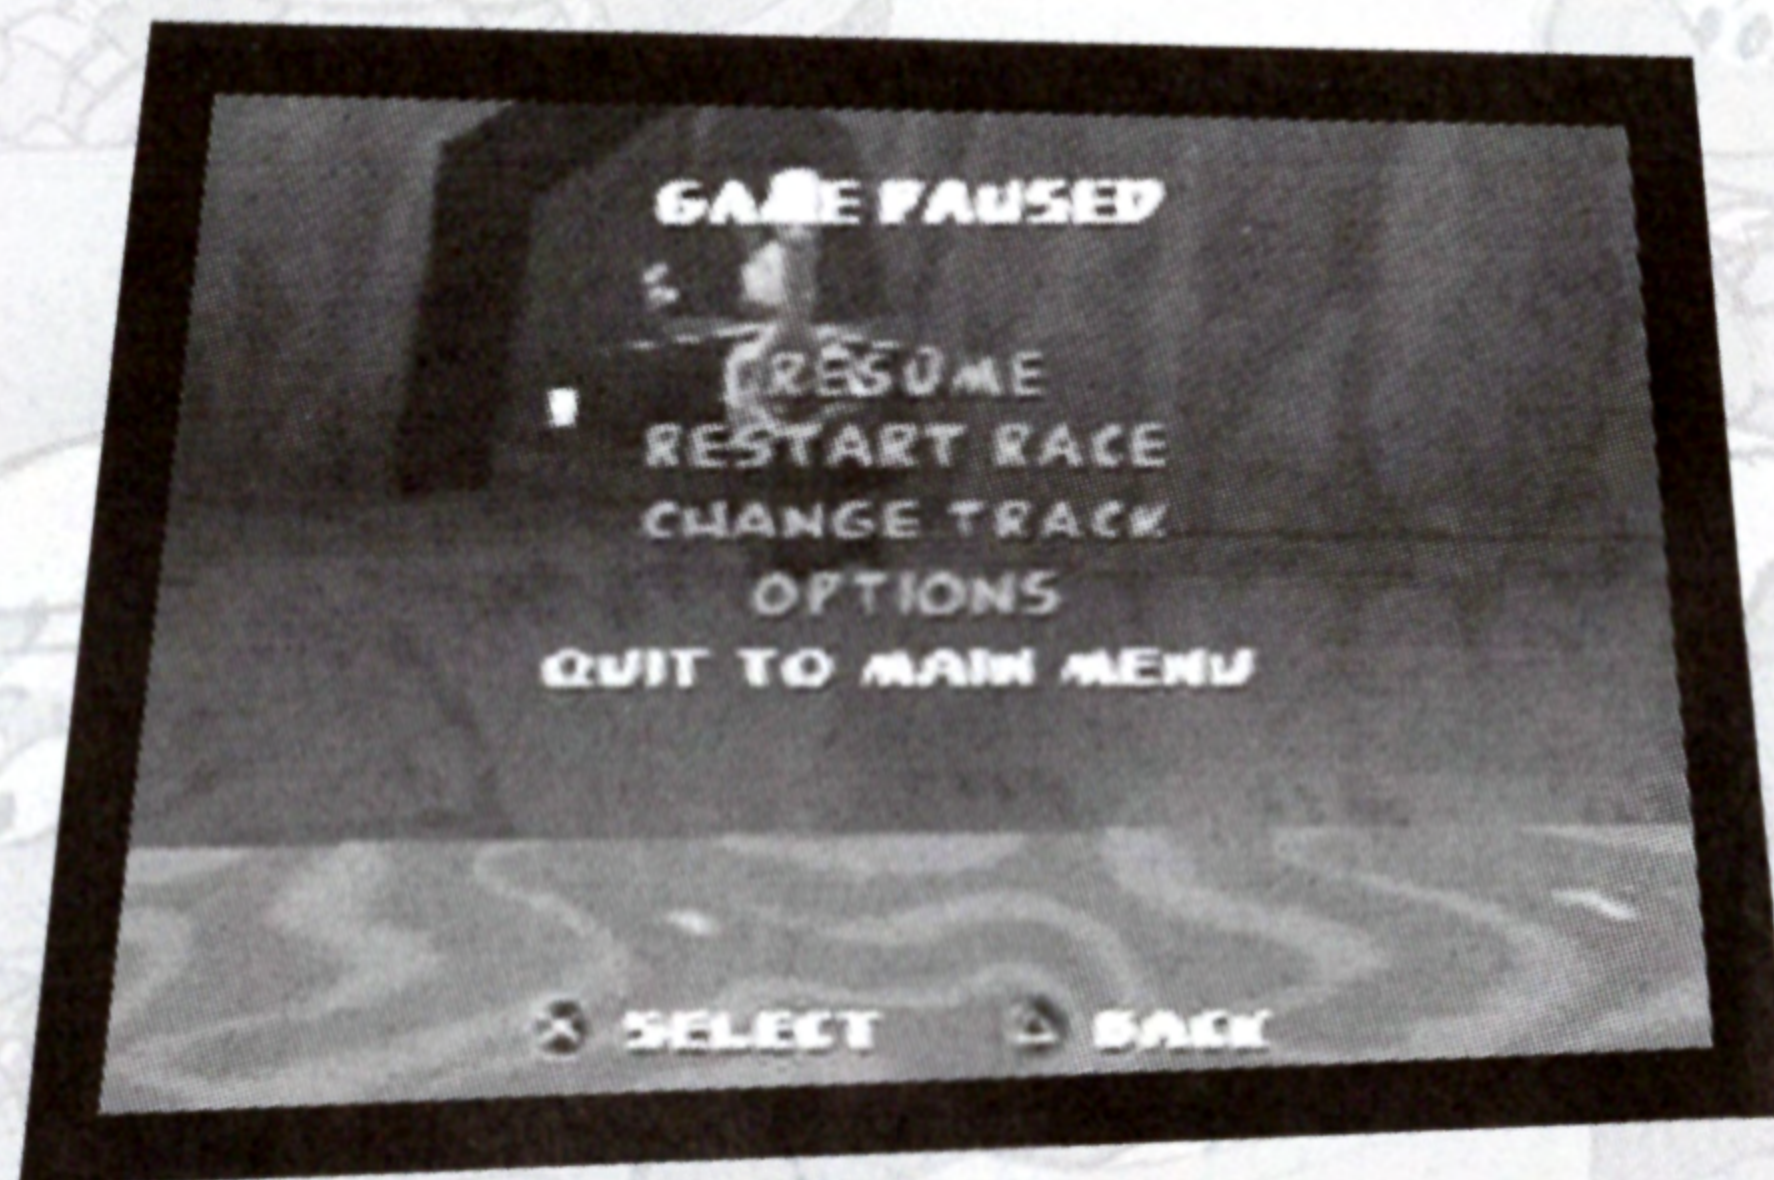 GAME PAUSED
RESUME
RESTART RACE
CHANGE TRACK
OPTIONS
QUIT TO MAIN MENU
SELECT BACK